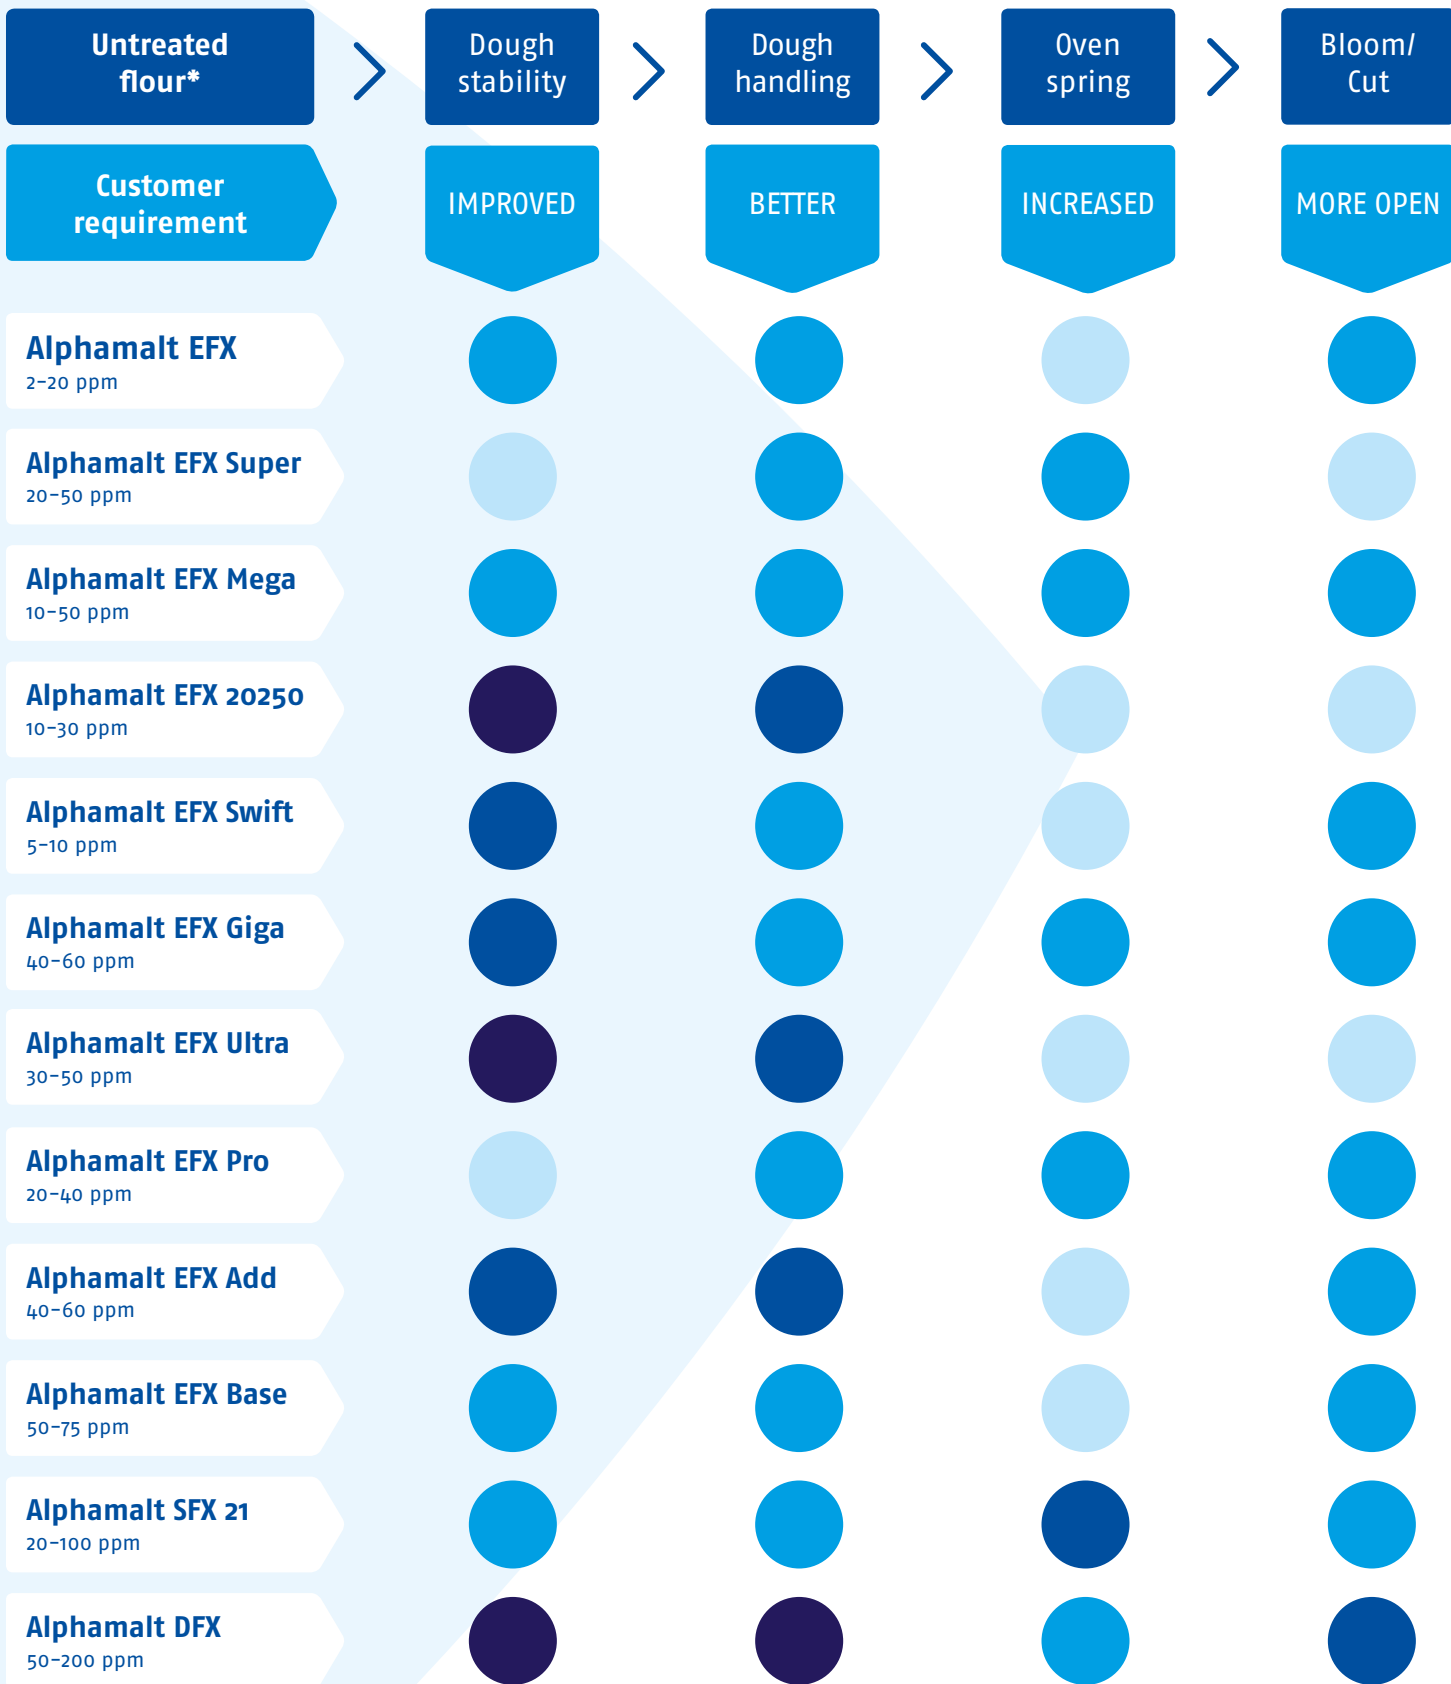 Untreated
flour*
Dough
stability
Dough
handling
Oven
spring
Bloom/
Cut
Customer
requirement
IMPROVED
BETTER
INCREASED
MORE OPEN
Alphamalt EFX
2-20 ppm
Alphamalt EFX Super
20-50 ppm
Alphamalt EFX Mega
10-50 ppm
Alphamalt EFX 20250
10-30 ppm
Alphamalt EFX Swift
5-10 ppm
Alphamalt EFX Giga
40-60 ppm
Alphamalt EFX Ultra
30-50 ppm
Alphamalt EFX Pro
20-40 ppm
Alphamalt EFX Add
40-60 ppm
Alphamalt EFX Base
50-75 ppm
Alphamalt SFX 21
20-100 ppm
Alphamalt DFX
50-200 ppm